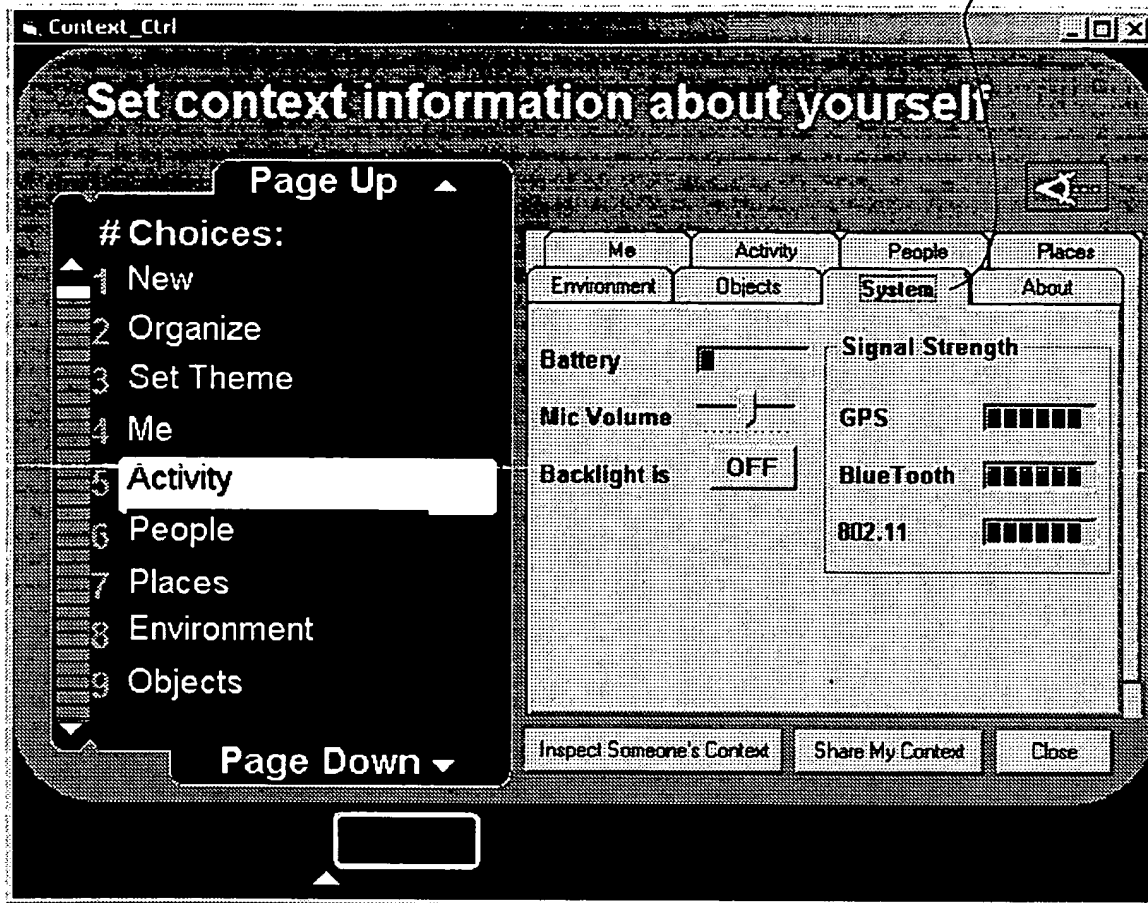 Context_Ctrl
Set context information about yourself
Page Up
# Choices:
1 New
2 Organize
3 Set Theme
4 Me
5 Activity
6 People
7 Places
8 Environment
9 Objects
Page Down
Me Activity People Places
Environment Objects System About
Battery
Mic Volume
Backlight is OFF
Signal Strength
GPS
BlueTooth
802.11
Inspect Someone's Context Share My Context Close